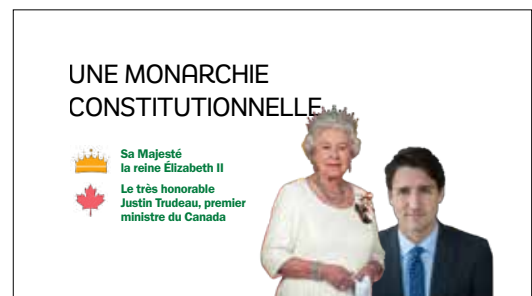 UNE MONARCHIE
CONSTITUTIONNELLE
Sa Majesté
la reine Élizabeth II
Le très honorable
Justin Trudeau, premier
ministre du Canada